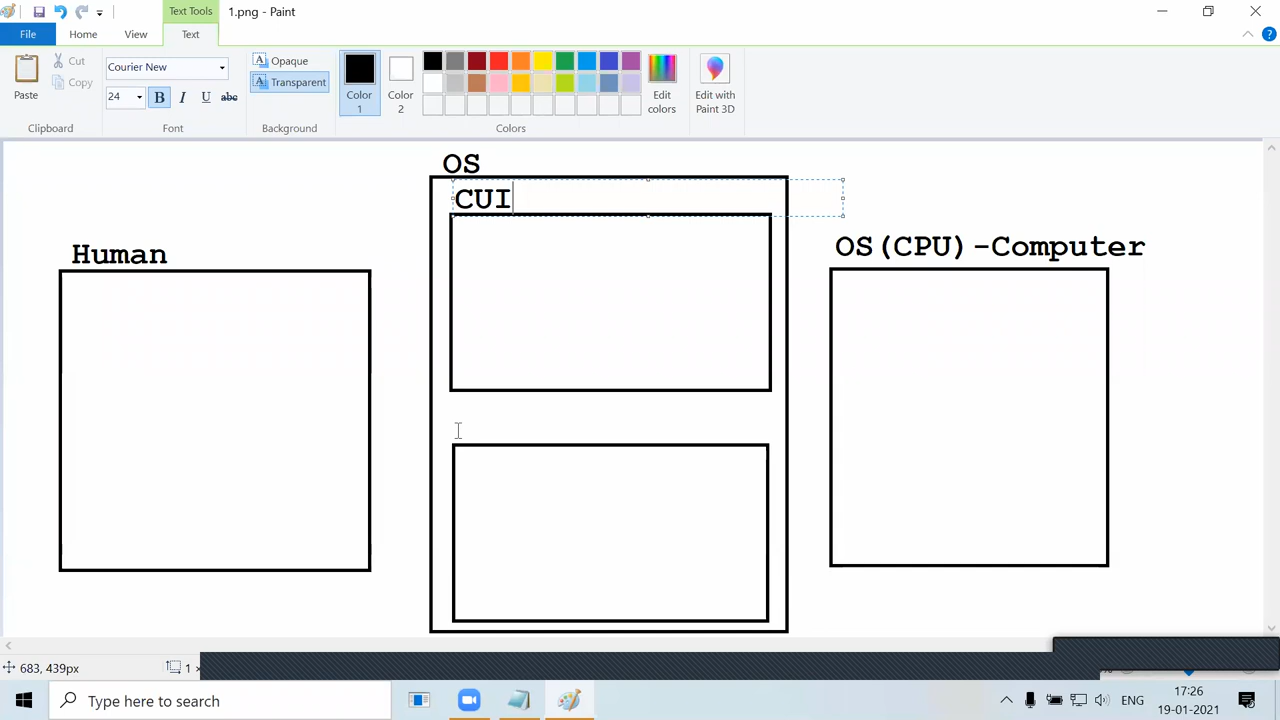 Text Tools
1.png - Paint
File
Home
View
Text
Paste
Cut
Copy
Clipboard
Courier New
24
B
I
U
abc
Font
A Opaque
A Transparent
Background
Color
1
Color
2
Edit
colors
Edit with
Paint 3D
Colors
?
OS
CUI
Human
OS(CPU)-Computer
683, 439px
1 ×
Type here to search
ENG
17:26
19-01-2021